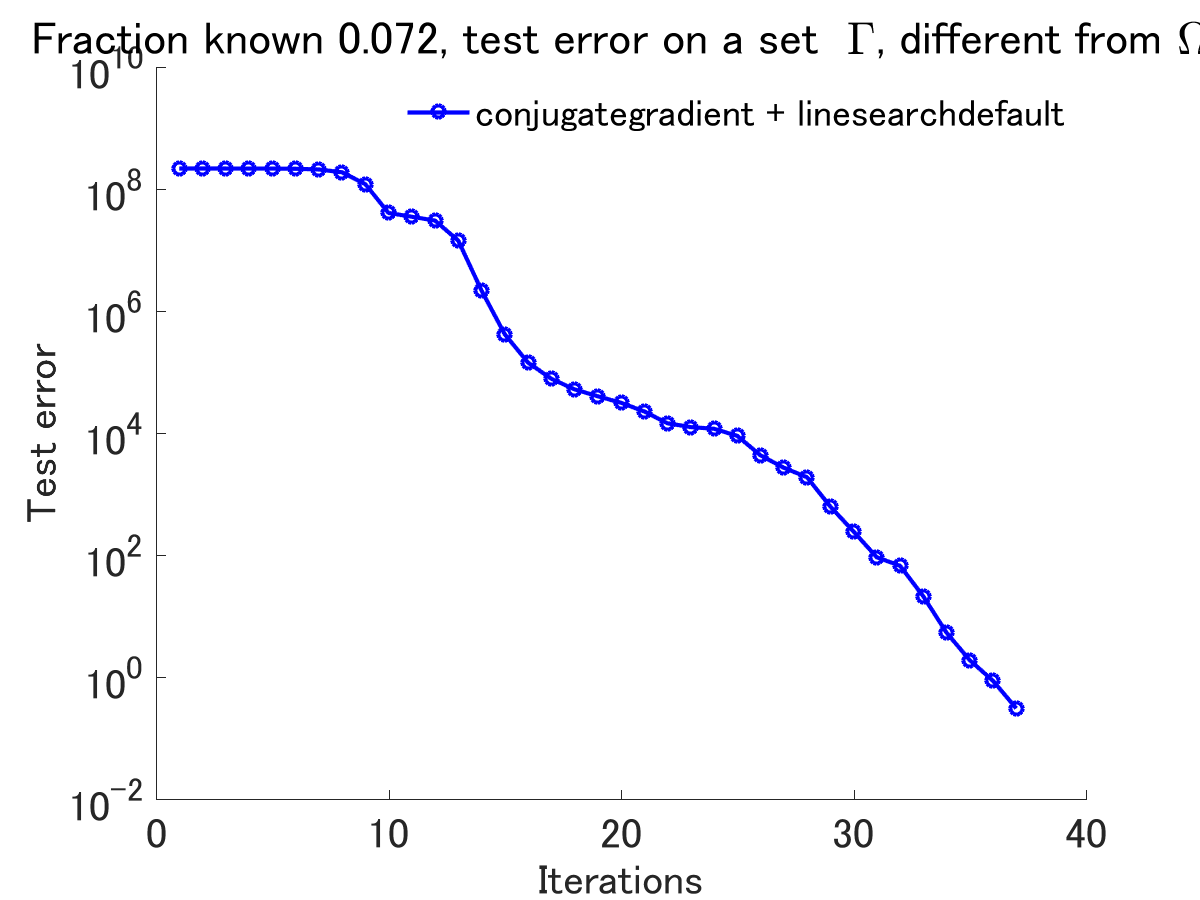 Fraction known 0.072, test error on a set Γ, different from Ω
10^10
conjugategradient + linesearchdefault
10^8
10^6
10^4
10^2
10^0
10^−2
Test error
0 10 20 30 40
Iterations